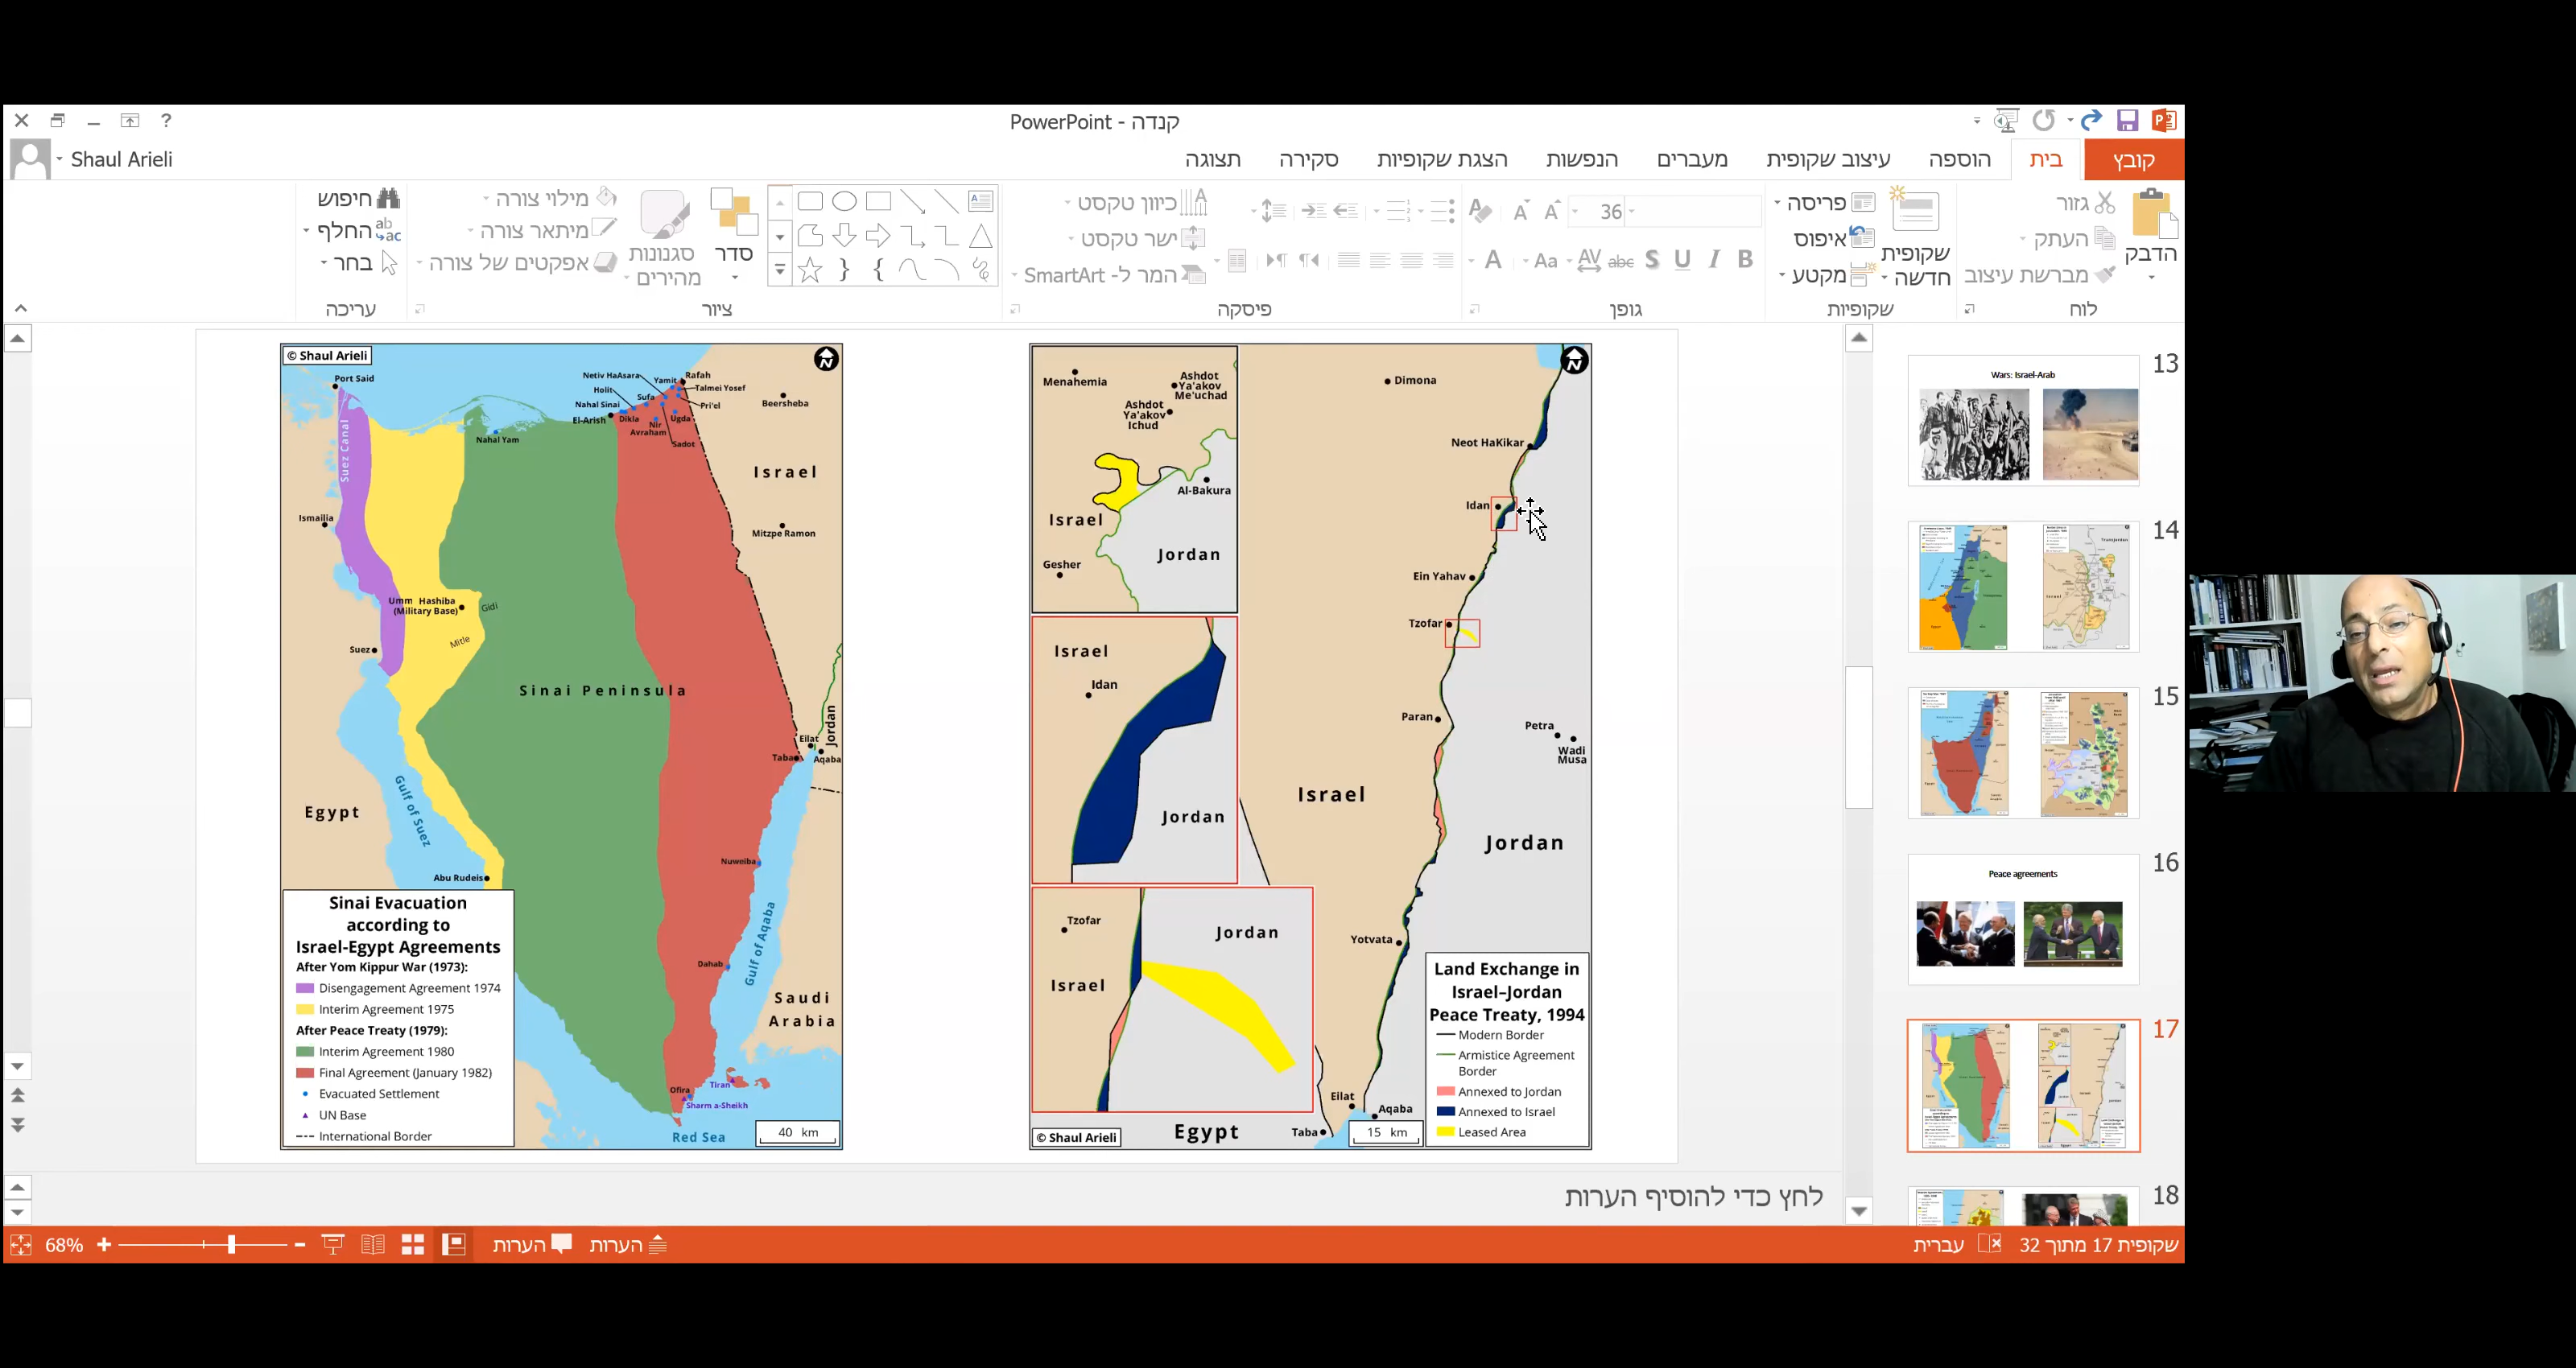 קנדה - PowerPoint
Shaul Arieli
קובץ
בית
הוספה
עיצוב שקופית
מעברים
הנפשות
הצגת שקופיות
סקירה
תצוגה
הדבק
גזור
העתק
מברשת עיצוב
לוח
שקופית
חדשה
פריסה
איפוס
מקטע
שקופיות
36
B I U S abc AV Aa A
גופן
כיוון טקסט
ישר טקסט
המר ל- SmartArt
פיסקה
סדר
סגנונות
מהירים
מילוי צורה
מיתאר צורה
אפקטים של צורה
ציור
חיפוש
החלף
בחר
עריכה
© Shaul Arieli
Port Said
Suez Canal
Ismailia
Umm Hashiba
(Military Base)
Gidi
Mitle
Suez
Nahal Yam
El-Arish
Netiv HaAsara
Holit
Nahal Sinai
Sufa
Yamit
Rafah
Talmei Yosef
Pri'el
Dikla
Nir
Avraham
Ugda
Sadot
Beersheba
Israel
Mitzpe Ramon
Sinai Peninsula
Jordan
Eilat
Taba
Aqaba
Egypt
Gulf of Suez
Abu Rudeis
Nuweiba
Gulf of Aqaba
Dahab
Saudi
Arabia
Ofira
Tiran
Sharm a-Sheikh
Red Sea
40 km
Sinai Evacuation
according to
Israel-Egypt Agreements
After Yom Kippur War (1973):
Disengagement Agreement 1974
Interim Agreement 1975
After Peace Treaty (1979):
Interim Agreement 1980
Final Agreement (January 1982)
Evacuated Settlement
UN Base
International Border
Menahemia
Ashdot
Ya'akov
Me'uchad
Ashdot
Ya'akov
Ichud
Al-Bakura
Israel
Jordan
Gesher
Israel
Idan
Jordan
Tzofar
Jordan
Israel
Dimona
Neot HaKikar
Idan
Ein Yahav
Tzofar
Paran
Petra
Wadi
Musa
Israel
Jordan
Yotvata
Eilat
Aqaba
Taba
Egypt
© Shaul Arieli
15 km
Land Exchange in
Israel–Jordan
Peace Treaty, 1994
Modern Border
Armistice Agreement
Border
Annexed to Jordan
Annexed to Israel
Leased Area
13
Wars: Israel-Arab
14
15
16
Peace agreements
17
18
לחץ כדי להוסיף הערות
שקופית 17 מתוך 32
עברית
הערות
הערות
68%